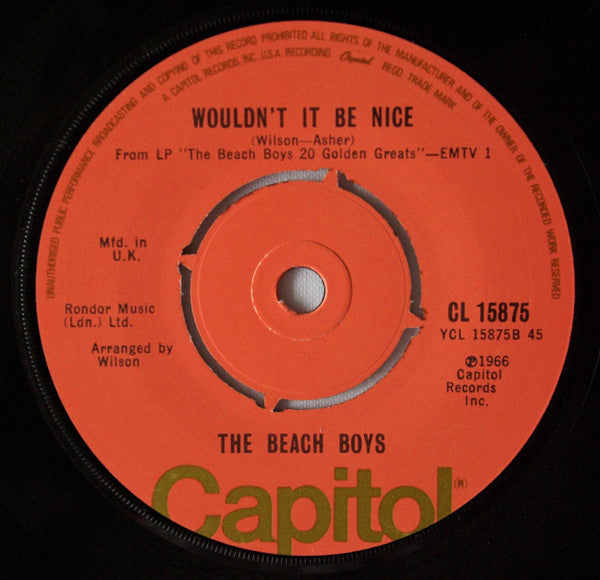 UNAUTHORISED PUBLIC PERFORMANCE BROADCASTING AND COPYING OF THIS RECORD PROHIBITED ALL RIGHTS OF THE MANUFACTURER AND OF THE OWNER OF THE RECORDED WORK RESERVED
A CAPITOL RECORDS, INC., U.S.A. RECORDING Capitol REGD. TRADE MARK
WOULDN'T IT BE NICE
(Wilson—Asher)
From LP "The Beach Boys 20 Golden Greats"—EMTV 1
Mfd. in
U.K.
Rondor Music
(Ldn.) Ltd.
Arranged by
Wilson
CL 15875
YCL 15875B 45
℗1966
Capitol
Records
Inc.
THE BEACH BOYS
Capitol®